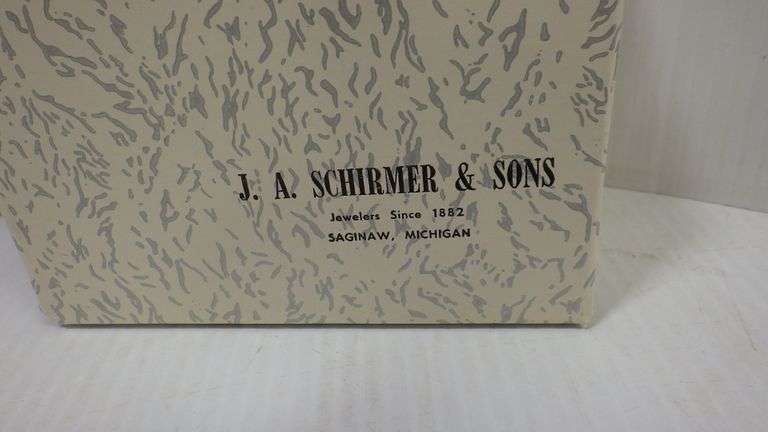 J. A. SCHIRMER & SONS
Jewelers Since 1882
SAGINAW, MICHIGAN